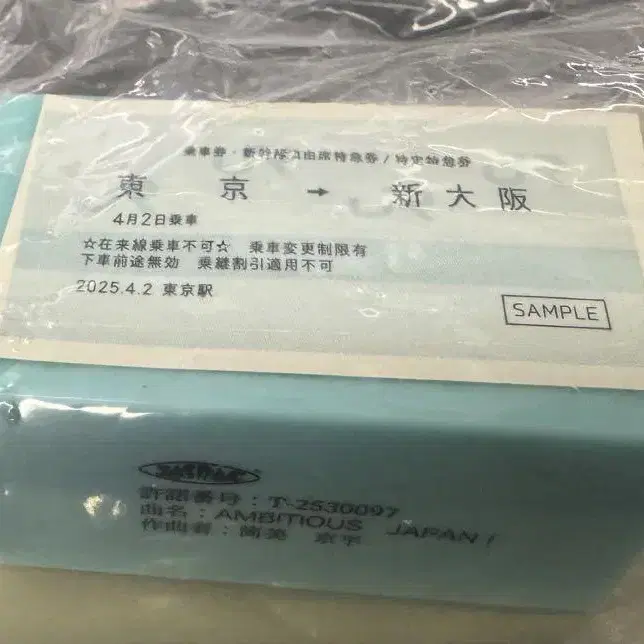 乗車券・新幹線自由席特急券/特定特急券
東 京 → 新 大 阪
4月2日乗車
☆在来線乗車不可☆ 乗車変更制限有
下車前途無効 乗継割引適用不可
2025.4.2 東京駅
SAMPLE
JASRAC
許諾番号:T-2530097
曲名:AMBITIOUS JAPAN!
作曲者:筒美 京平